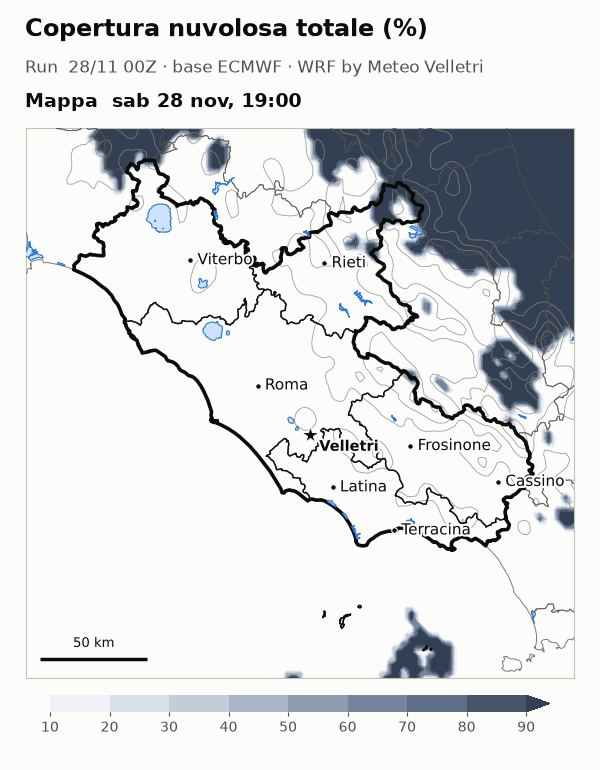 Copertura nuvolosa totale (%)
Run 28/11 00Z · base ECMWF · WRF by Meteo Velletri
Mappa sab 28 nov, 19:00
Viterbo
Rieti
Roma
Velletri
Frosinone
Latina
Cassino
Terracina
50 km
10 20 30 40 50 60 70 80 90